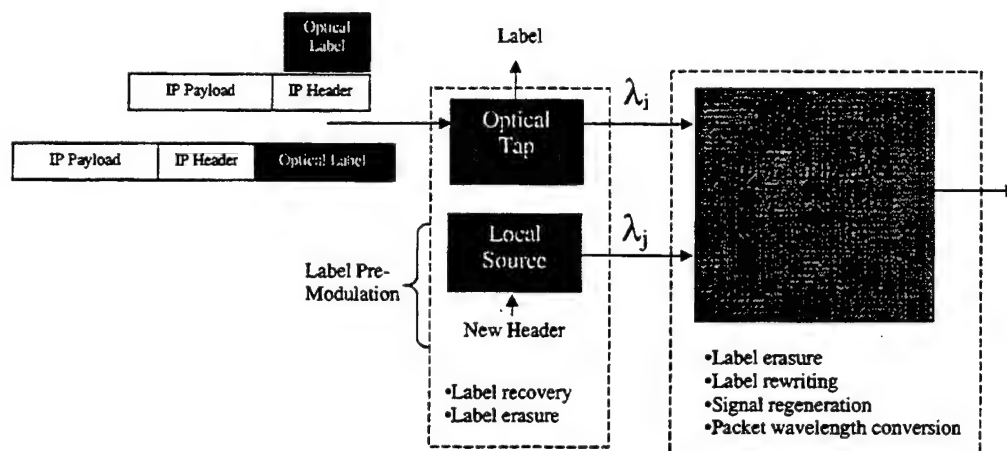 Optical
Label
IP Payload
IP Header
IP Payload
IP Header
Optical Label
Label
Optical
Tap
λj
Local
Source
λj
Label Pre-
Modulation
New Header
•Label recovery
•Label erasure
•Label erasure
•Label rewriting
•Signal regeneration
•Packet wavelength conversion